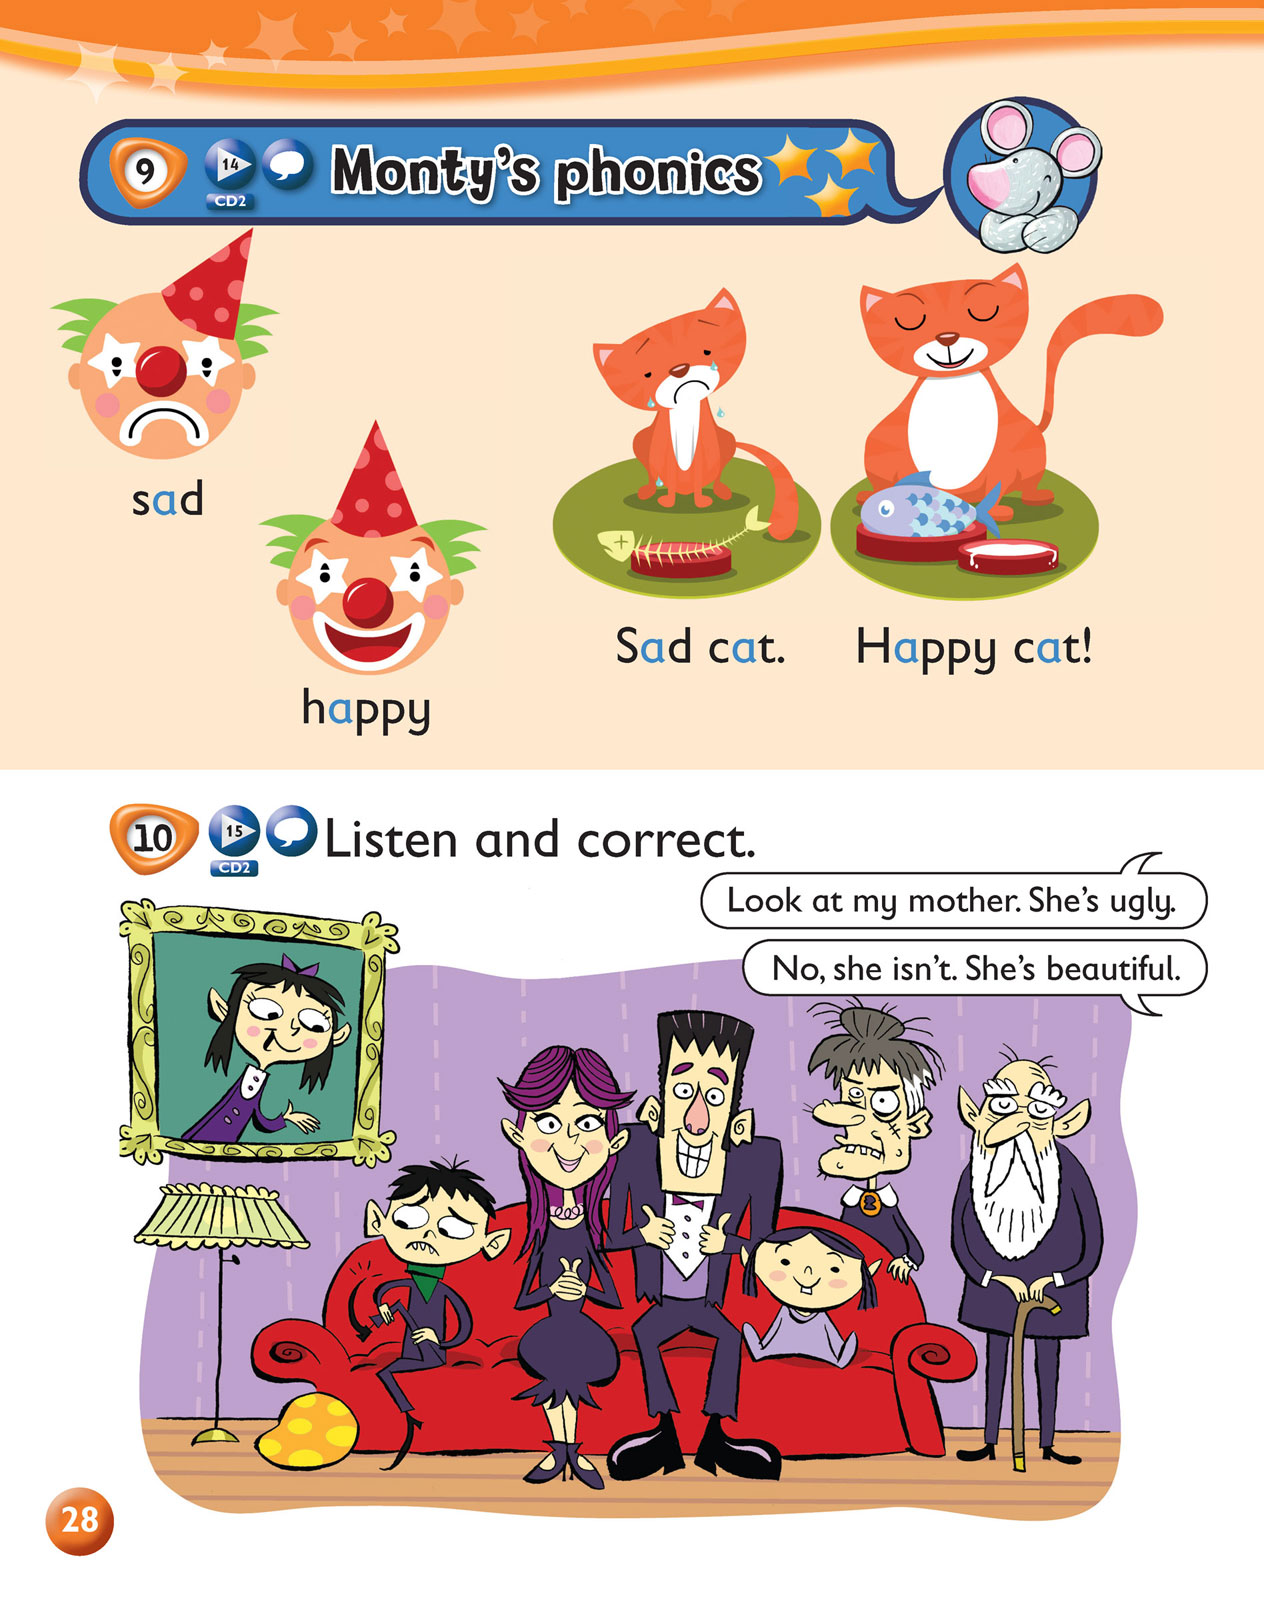 9
14
CD2
Monty's phonics
sad
happy
Sad cat.
Happy cat!
10
15
CD2
Listen and correct.
Look at my mother. She's ugly.
No, she isn't. She's beautiful.
28